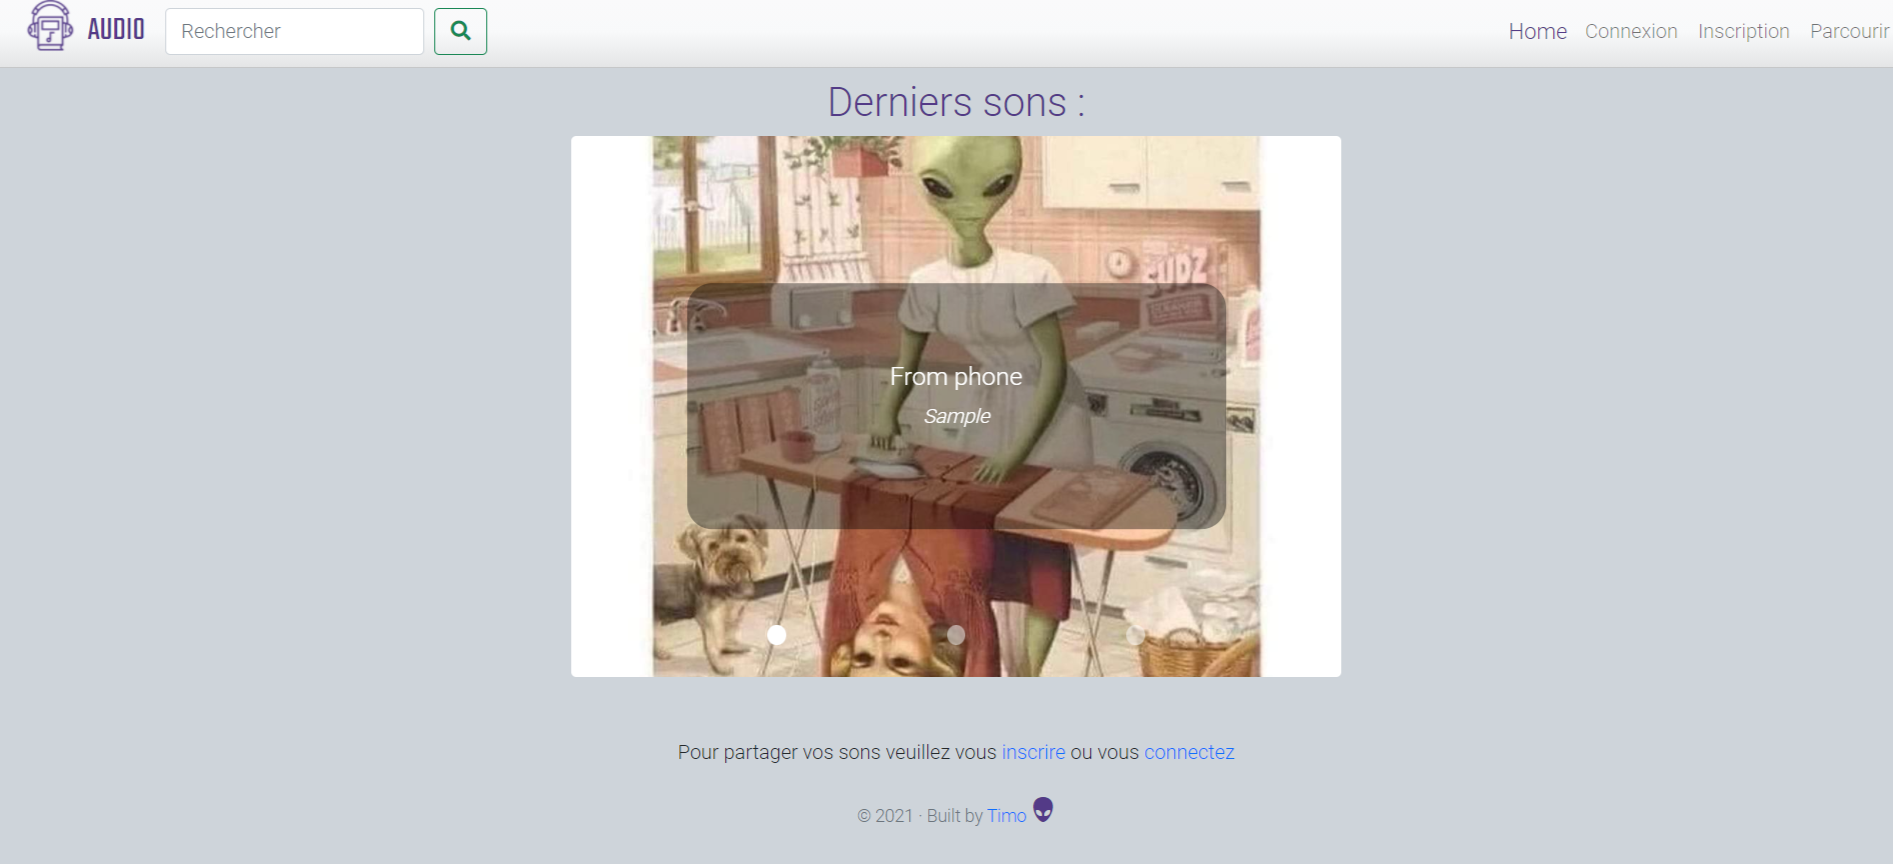 AUDIO
Rechercher
Home Connexion Inscription Parcourir
Derniers sons :
SUDZ
CLEANER
From phone
Sample
Pour partager vos sons veuillez vous inscrire ou vous connectez
© 2021 · Built by Timo